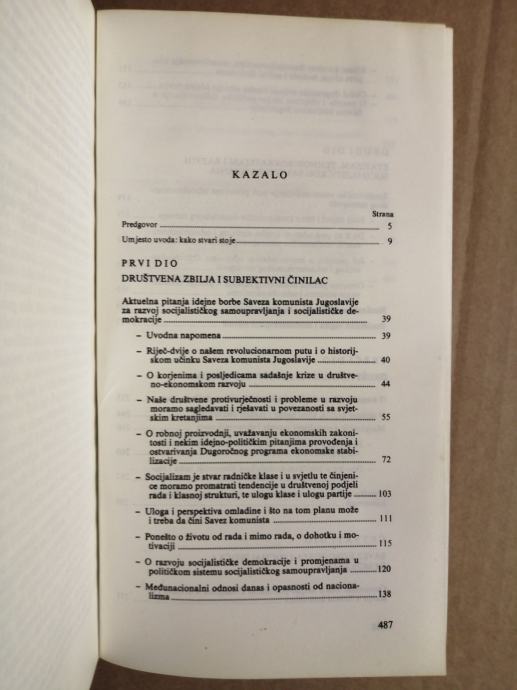 KAZALO
Strana
Predgovor 5
Umjesto uvoda: kako stvari stoje 9
PRVI DIO
DRUŠTVENA ZBILJA I SUBJEKTIVNI ČINILAC
Aktuelna pitanja idejne borbe Saveza komunista Jugoslavije
za razvoj socijalističkog samoupravljanja i socijalističke de-
mokracije 39
– Uvodna napomena 39
– Riječ-dvije o našem revolucionarnom putu i o historij-
skom učinku Saveza komunista Jugoslavije 40
– O korjenima i posljedicama sadašnje krize u društve-
no-ekonomskom razvoju 44
– Naše društvene protivurječnosti i probleme u razvoju
moramo sagledavati i rješavati u povezanosti sa svjet-
skim kretanjima 55
– O robnoj proizvodnji, uvažavanju ekonomskih zakoni-
tosti i nekim idejno-političkim pitanjima provođenja i
ostvarivanja Dugoročnog programa ekonomske stabi-
lizacije 72
– Socijalizam je stvar radničke klase i u svjetlu te činjeni-
ce moramo promatrati tendencije u društvenoj podjeli
rada i klasnoj strukturi, te ulogu klase i ulogu partije 103
– Uloga i perspektiva omladine i što na tom planu može
i treba da čini Savez komunista 111
– Ponešto o životu od rada i mimo rada, o dohotku i mo-
tivaciji 115
– O razvoju socijalističke demokracije i promjenama u
političkom sistemu socijalističkog samoupravljanja 120
– Međunacionalni odnosi danas i opasnosti od naciona-
lizma 138
487